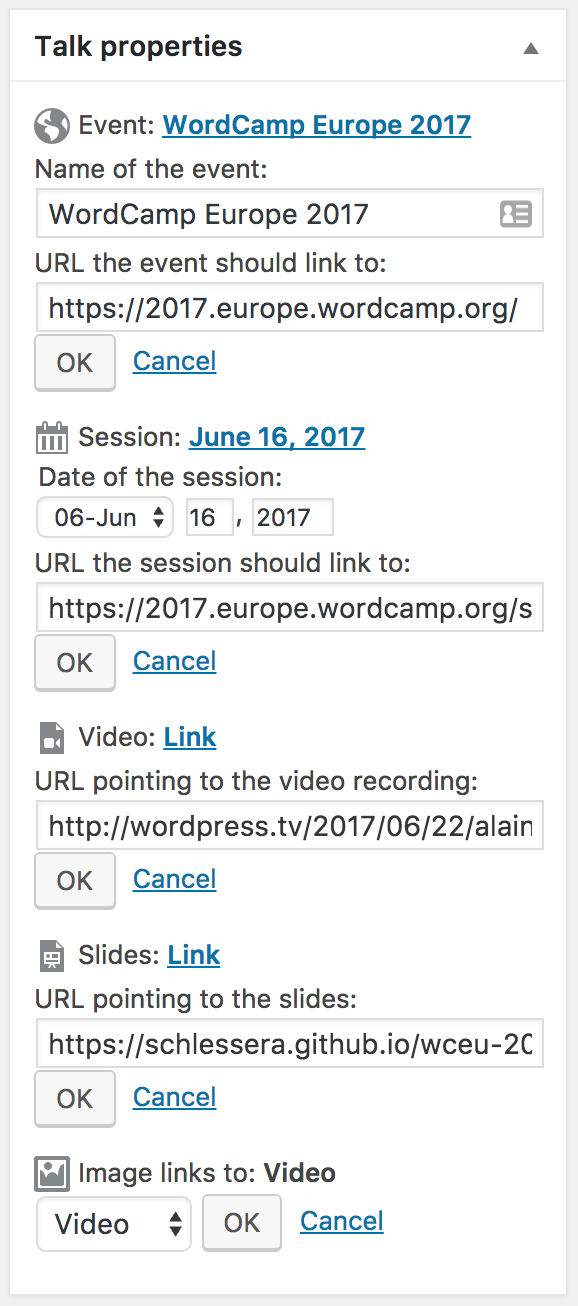 Talk properties
Event: WordCamp Europe 2017
Name of the event:
WordCamp Europe 2017
URL the event should link to:
https://2017.europe.wordcamp.org/
OK Cancel
Session: June 16, 2017
Date of the session:
06-Jun 16 , 2017
URL the session should link to:
https://2017.europe.wordcamp.org/s
OK Cancel
Video: Link
URL pointing to the video recording:
http://wordpress.tv/2017/06/22/alain
OK Cancel
Slides: Link
URL pointing to the slides:
https://schlessera.github.io/wceu-20
OK Cancel
Image links to: Video
Video OK Cancel